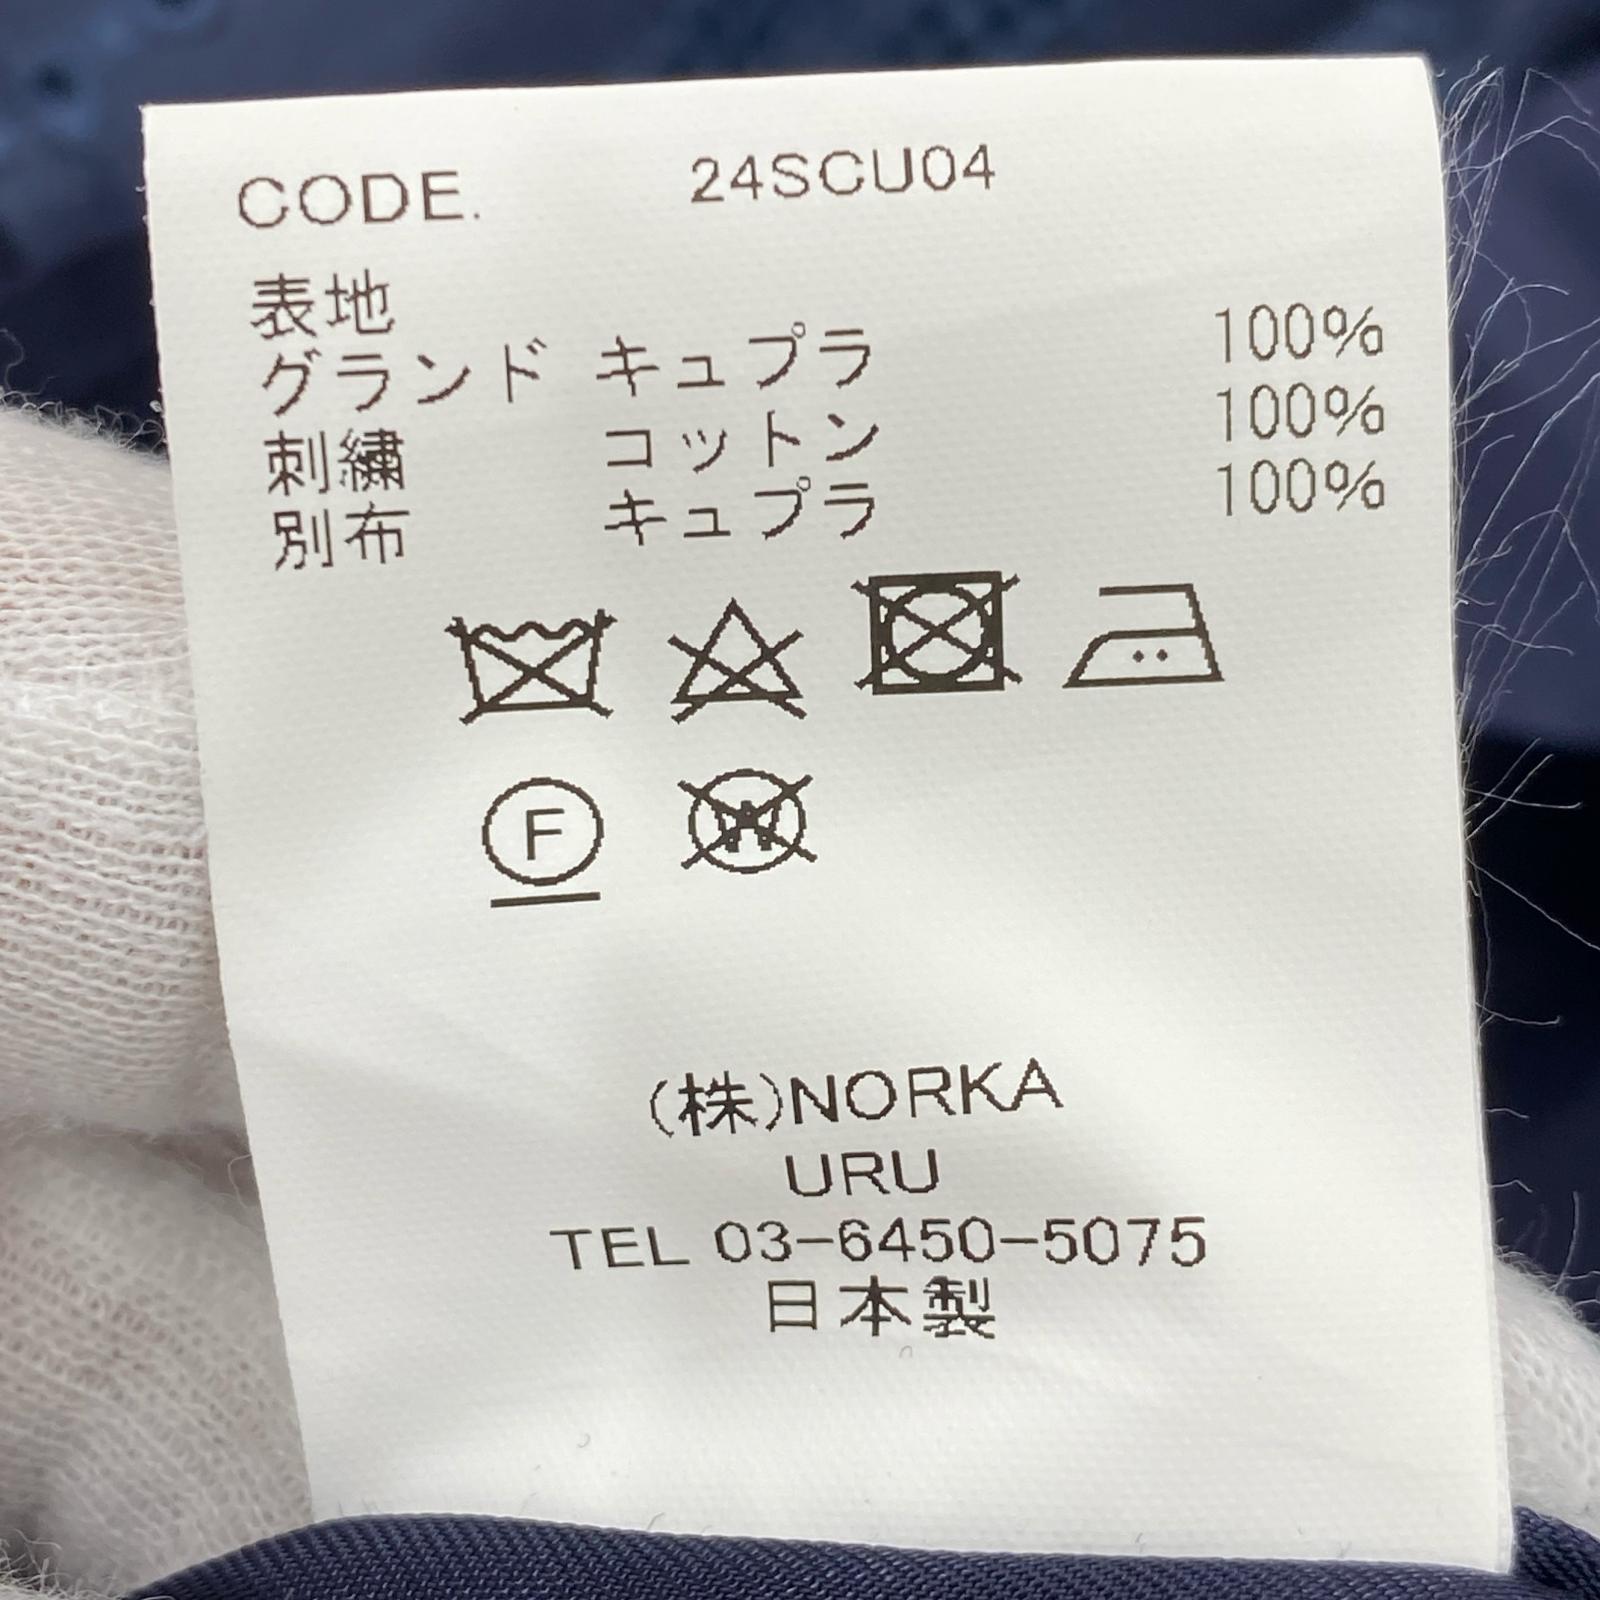 CODE. 24SCU04
表地
グランド キュプラ 100%
刺繍 コットン 100%
別布 キュプラ 100%
F W
(株)NORKA
URU
TEL 03-6450-5075
日本製